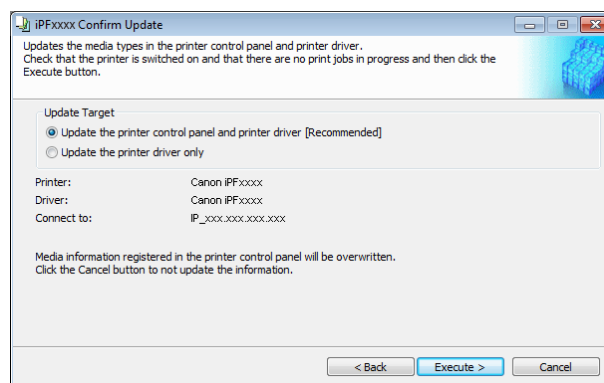 iPFxxxx Confirm Update
Updates the media types in the printer control panel and printer driver.
Check that the printer is switched on and that there are no print jobs in progress and then click the
Execute button.
Update Target
Update the printer control panel and printer driver [Recommended]
Update the printer driver only
Printer: Canon iPFxxxx
Driver: Canon iPFxxxx
Connect to: IP_xxx.xxx.xxx.xxx
Media information registered in the printer control panel will be overwritten.
Click the Cancel button to not update the information.
< Back Execute > Cancel